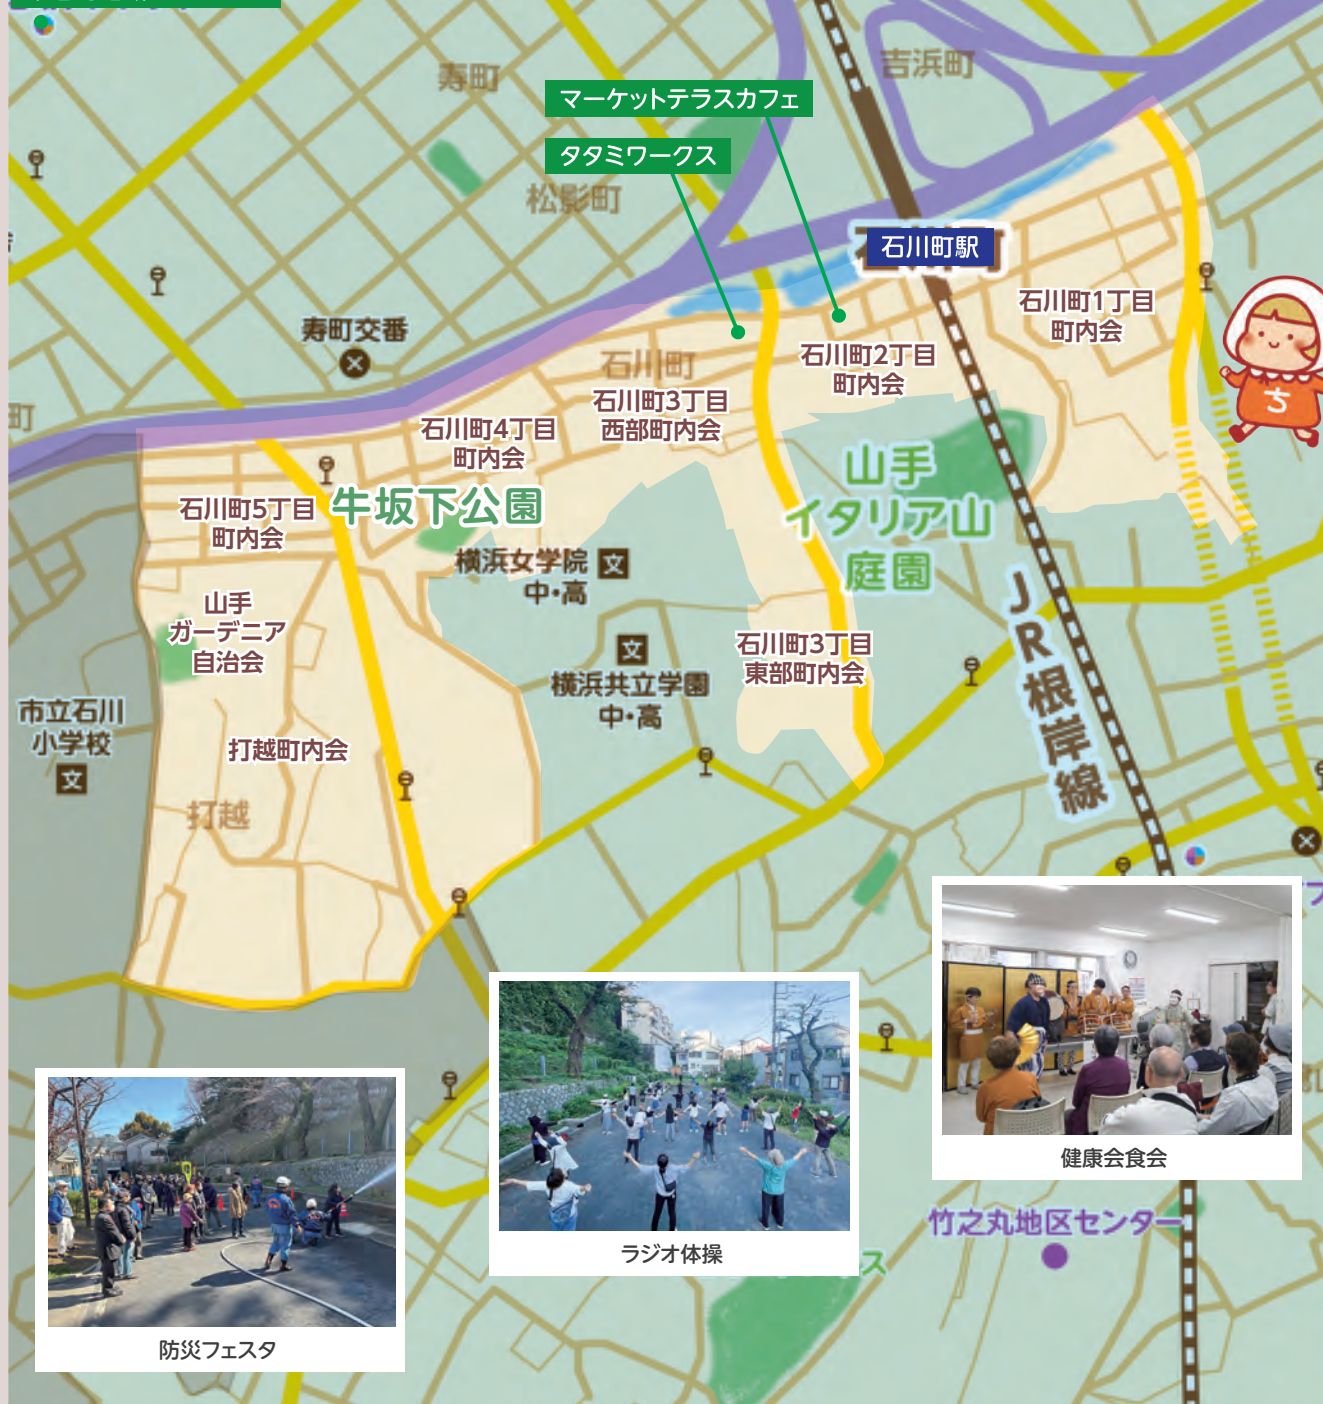 寿町
吉浜町
マーケットテラスカフェ
タタミワークス
松影町
石川町駅
石川町1丁目
町内会
寿町交番
石川町
石川町2丁目
町内会
石川町3丁目
西部町内会
町
石川町4丁目
町内会
ち
山手
イタリア山
庭園
石川町5丁目
町内会
牛坂下公園
横浜女学院
中・高
文
山手
ガーデニア
自治会
文
横浜共立学園
中・高
石川町3丁目
東部町内会
JR根岸線
市立石川
小学校
文
打越町内会
打越
健康会食会
ラジオ体操
竹之丸地区センター
ス
防災フェスタ